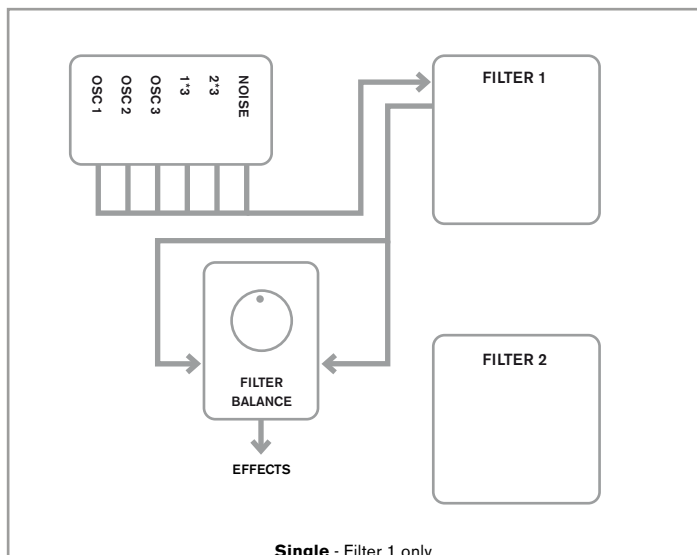 OSC 1
OSC 2
OSC 3
1*3
2*3
NOISE
FILTER 1
FILTER
BALANCE
FILTER 2
EFFECTS
Single - Filter 1 only